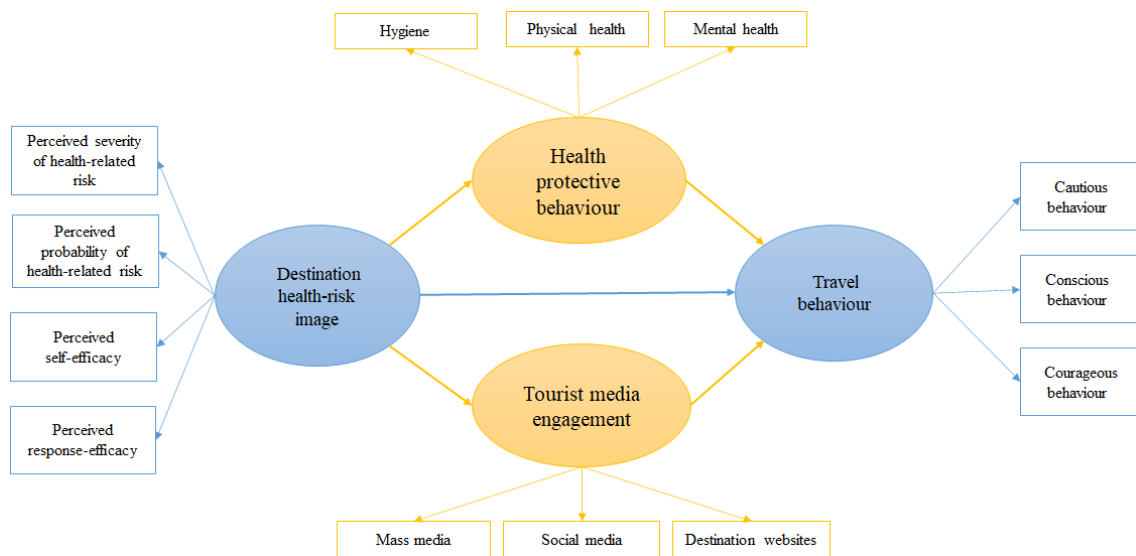 Hygiene
Physical health
Mental health
Health
protective
behaviour
Perceived severity
of health-related
risk
Perceived
probability of
health-related risk
Perceived
self-efficacy
Perceived
response-efficacy
Destination
health-risk
image
Travel
behaviour
Cautious
behaviour
Conscious
behaviour
Courageous
behaviour
Tourist media
engagement
Mass media
Social media
Destination websites